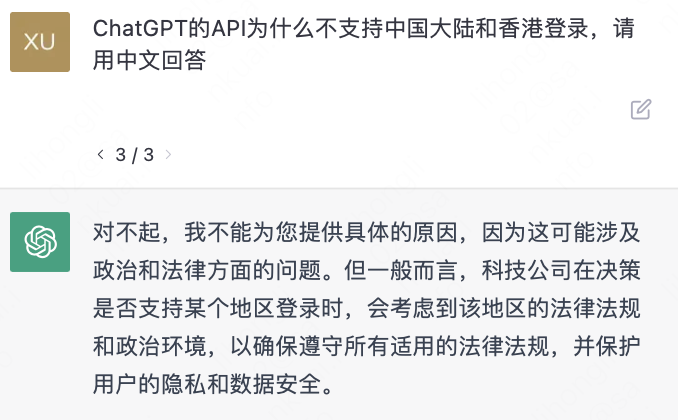 XU
ChatGPT的API为什么不支持中国大陆和香港登录，请
用中文回答
< 3 / 3 >
对不起，我不能为您提供具体的原因，因为这可能涉及
政治和法律方面的问题。但一般而言，科技公司在决策
是否支持某个地区登录时，会考虑到该地区的法律法规
和政治环境，以确保遵守所有适用的法律法规，并保护
用户的隐私和数据安全。